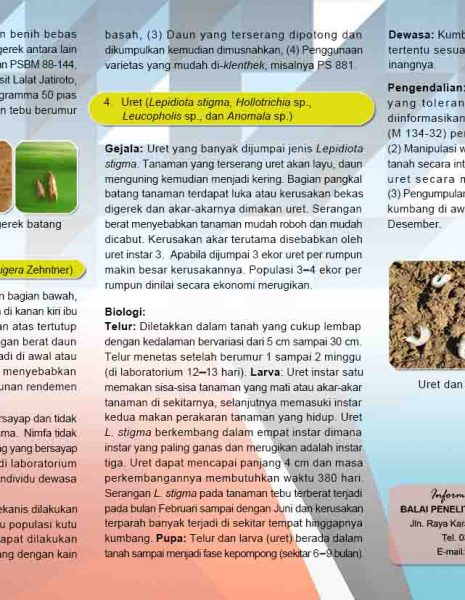 n benih bebas
gerek antara lain
n PSBM 88-144,
sit Lalat Jatiroto,
gramma 50 pias
n tebu berumur
gerek batang
igera Zehntner)
n bagian bawah,
n di kanan kiri ibu
an atas tertutup
ngan berat daun
adi di awal atau
menyebabkan
unan rendemen
ersayap dan tidak
ma. Nimfa tidak
ng yang bersayap
di laboratorium
ndividu dewasa
ekanis dilakukan
u populasi kutu
apat dilakukan
ang dengan kain
basah, (3) Daun yang terserang dipotong dan
dikumpulkan kemudian dimusnahkan, (4) Penggunaan
varietas yang mudah di-klenthek, misalnya PS 881.
4. Uret (Lepidiota stigma, Hollotrichia sp.,
Leucopholis sp., dan Anomala sp.)
Gejala: Uret yang banyak dijumpai jenis Lepidiota
stigma. Tanaman yang terserang uret akan layu, daun
menguning kemudian menjadi kering. Bagian pangkal
batang tanaman terdapat luka atau kerusakan bekas
digerek dan akar-akarnya dimakan uret. Serangan
berat menyebabkan tanaman mudah roboh dan mudah
dicabut. Kerusakan akar terutama disebabkan oleh
uret instar 3. Apabila dijumpai 3 ekor uret per rumpun
makin besar kerusakannya. Populasi 3–4 ekor per
rumpun dinilai secara ekonomi merugikan.
Biologi:
Telur: Diletakkan dalam tanah yang cukup lembap
dengan kedalaman bervariasi dari 5 cm sampai 30 cm.
Telur menetas setelah berumur 1 sampai 2 minggu
(di laboratorium 12–13 hari). Larva: Uret instar satu
memakan sisa-sisa tanaman yang mati atau akar-akar
tanaman di sekitarnya, selanjutnya memasuki instar
kedua makan perakaran tanaman yang hidup. Uret
L. stigma berkembang dalam empat instar dimana
instar yang paling ganas dan merugikan adalah instar
tiga. Uret dapat mencapai panjang 4 cm dan masa
perkembangannya membutuhkan waktu 380 hari.
Serangan L. stigma pada tanaman tebu terberat terjadi
pada bulan Februari sampai dengan Juni dan kerusakan
terparah banyak terjadi di sekitar tempat hinggapnya
kumbang. Pupa: Telur dan larva (uret) berada dalam
tanah sampai menjadi fase kepompong (sekitar 6–9 bulan).
Dewasa: Kumb
tertentu sesua
inangnya.
Pengendalian:
yang toleran
diinformasikan
(M 134-32) per
(2) Manipulasi w
tanah secara int
uret secara m
(3) Pengumpula
kumbang di aw
Desember.
Uret dan
Inform
BALAI PENELIT
Jln. Raya Kar
Tel. 03
E-mail: